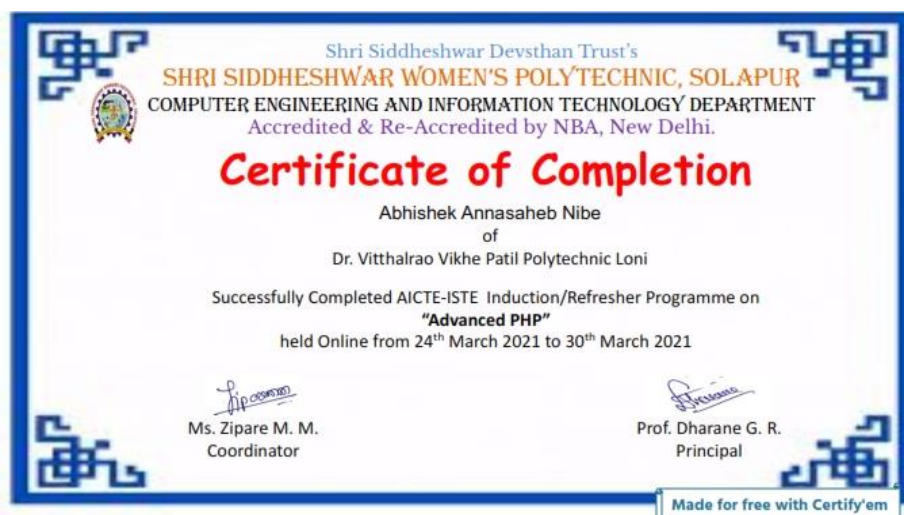 Shri Siddheshwar Devsthan Trust's
SHRI SIDDHESHWAR WOMEN'S POLYTECHNIC, SOLAPUR
COMPUTER ENGINEERING AND INFORMATION TECHNOLOGY DEPARTMENT
Accredited & Re-Accredited by NBA, New Delhi.
Certificate of Completion
Abhishek Annasaheb Nibe
of
Dr. Vitthalrao Vikhe Patil Polytechnic Loni
Successfully Completed AICTE-ISTE Induction/Refresher Programme on
“Advanced PHP”
held Online from 24th March 2021 to 30th March 2021
Ms. Zipare M. M.
Coordinator
Prof. Dharane G. R.
Principal
Made for free with Certify'em